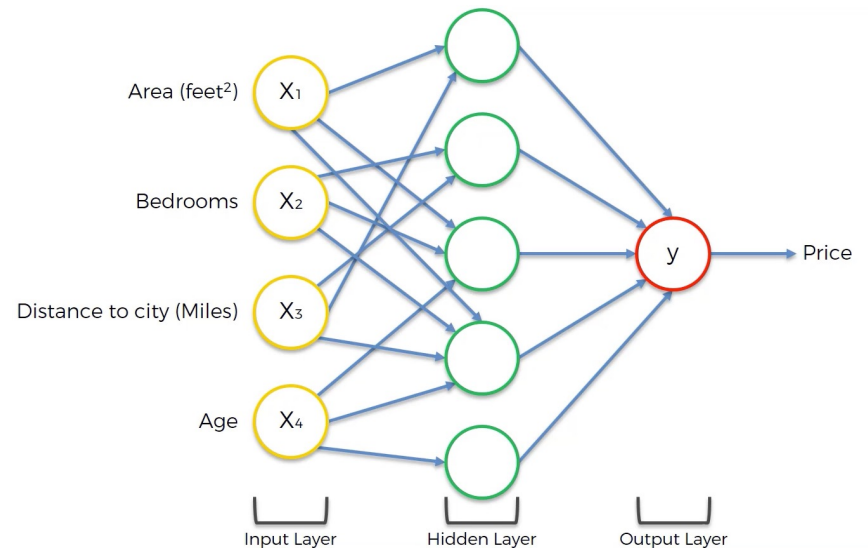 Area (feet²)
X₁
Bedrooms
X₂
Distance to city (Miles)
X₃
Age
X₄
y
Price
Input Layer
Hidden Layer
Output Layer